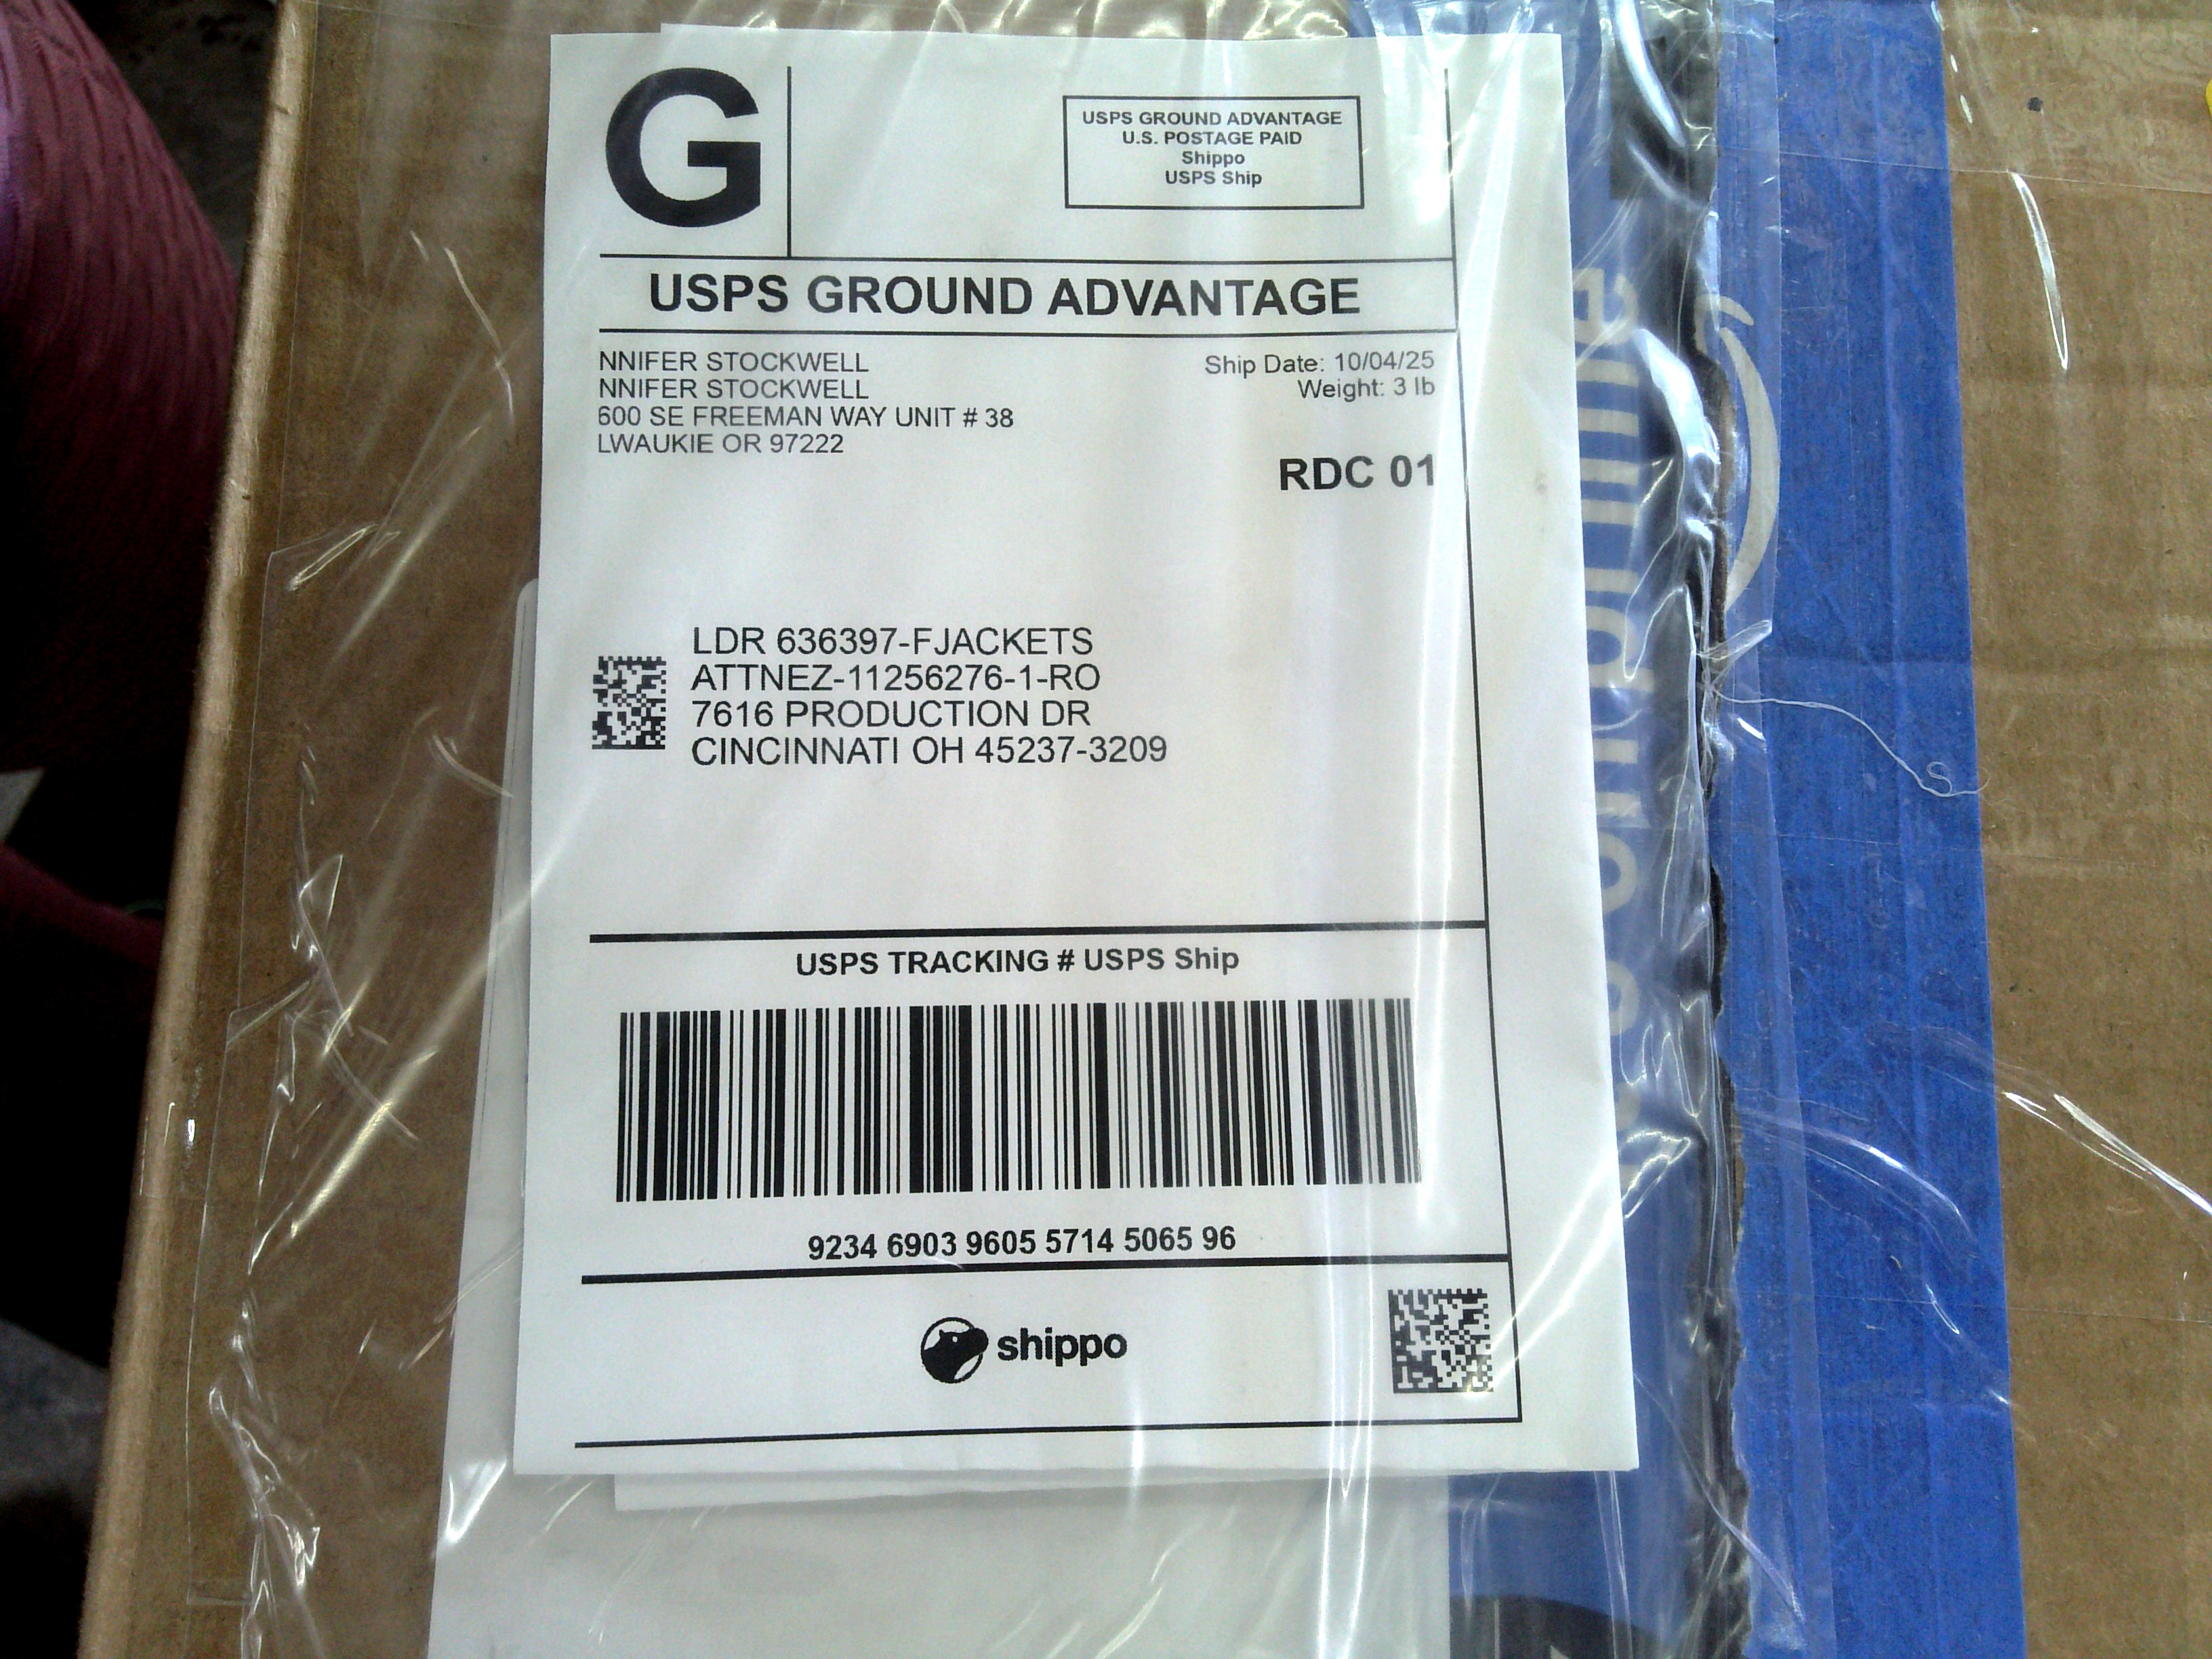 G
USPS GROUND ADVANTAGE
U.S. POSTAGE PAID
Shippo
USPS Ship
USPS GROUND ADVANTAGE
NNIFER STOCKWELL
NNIFER STOCKWELL
600 SE FREEMAN WAY UNIT # 38
LWAUKIE OR 97222
Ship Date: 10/04/25
Weight: 3 lb
RDC 01
LDR 636397-FJACKETS
ATTNEZ-11256276-1-RO
7616 PRODUCTION DR
CINCINNATI OH 45237-3209
USPS TRACKING # USPS Ship
9234 6903 9605 5714 5065 96
shippo